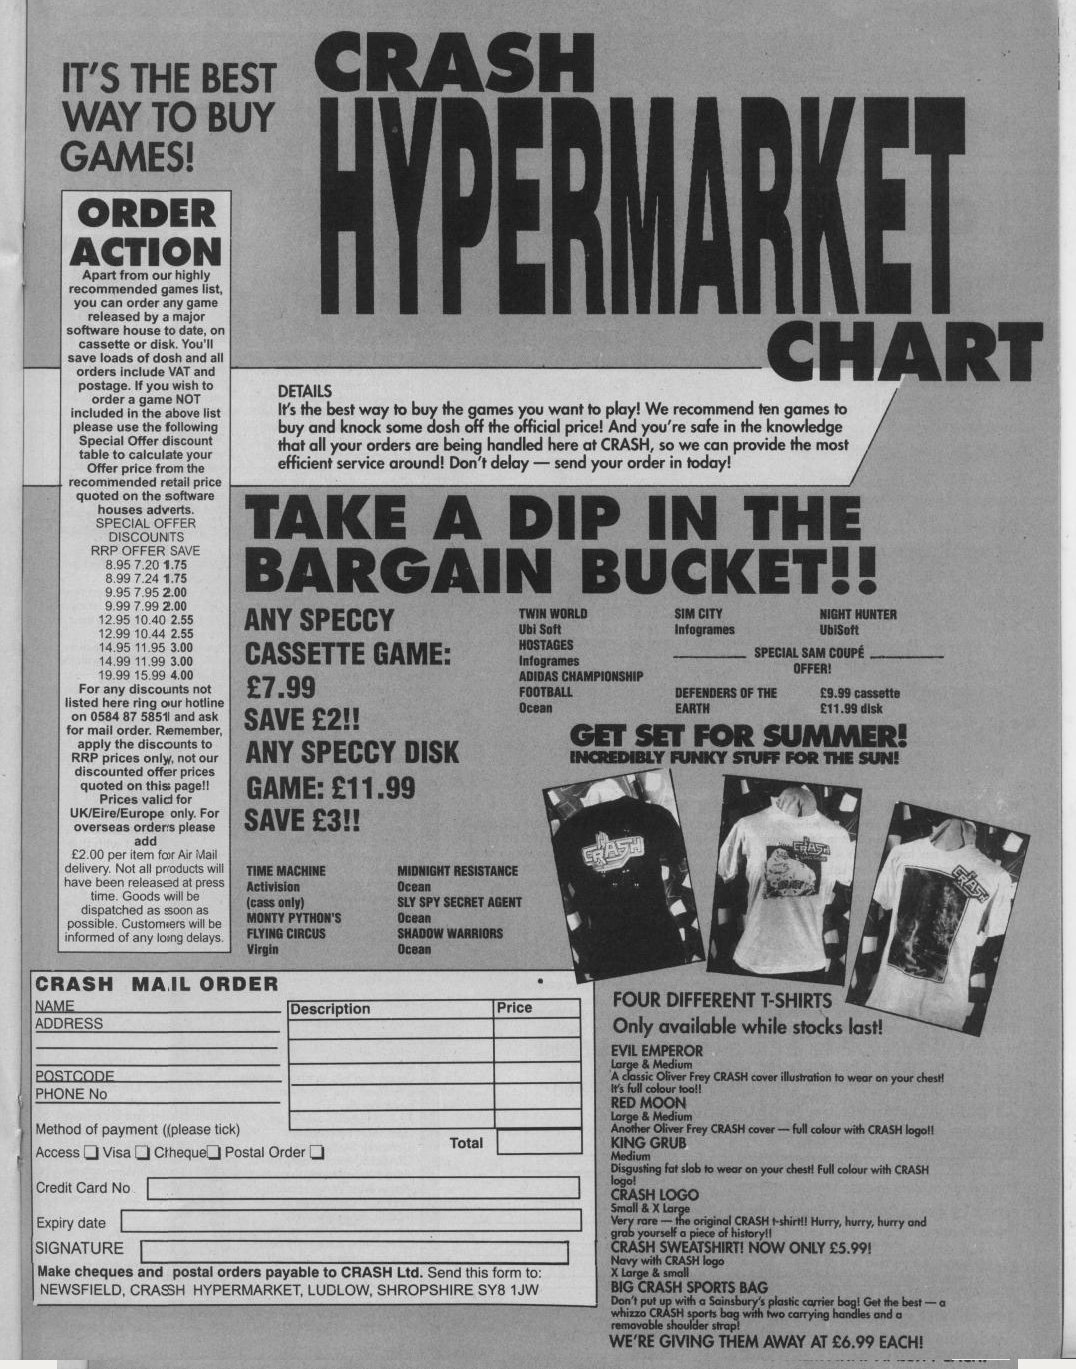 IT'S THE BEST
WAY TO BUY
GAMES!
CRASH
HYPERMARKET
CHART
ORDER
ACTION
Apart from our highly
recommended games list,
you can order any game
released by a major
software house to date, on
cassette or disk. You'll
save loads of dosh and all
orders include VAT and
postage. If you wish to
order a game NOT
included in the above list
please use the following
Special Offer discount
table to calculate your
Offer price from the
recommended retail price
quoted on the software
houses adverts.
SPECIAL OFFER
DISCOUNTS
RRP OFFER SAVE
8.95 7.20 1.75
8.99 7.24 1.75
9.95 7.95 2.00
9.99 7.99 2.00
12.95 10.40 2.55
12.99 10.44 2.55
14.95 11.95 3.00
14.99 11.99 3.00
19.99 15.99 4.00
For any discounts not
listed here ring our hotline
on 0584 87 5851 and ask
for mail order. Remember,
apply the discounts to
RRP prices only, not our
discounted offer prices
quoted on this page!!
Prices valid for
UK/Eire/Europe only. For
overseas orders please
add
£2.00 per item for Air Mail
delivery. Not all products will
have been released at press
time. Goods will be
dispatched as soon as
possible. Customers will be
informed of any long delays.
DETAILS
It's the best way to buy the games you want to play! We recommend ten games to
buy and knock some dosh off the official price! And you're safe in the knowledge
that all your orders are being handled here at CRASH, so we can provide the most
efficient service around! Don't delay — send your order in today!
TAKE A DIP IN THE
BARGAIN BUCKET!!
ANY SPECCY
CASSETTE GAME:
£7.99
SAVE £2!!
ANY SPECCY DISK
GAME: £11.99
SAVE £3!!
TIME MACHINE
Activision
(cass only)
MONTY PYTHON'S
FLYING CIRCUS
Virgin
MIDNIGHT RESISTANCE
Ocean
SLY SPY SECRET AGENT
Ocean
SHADOW WARRIORS
Ocean
TWIN WORLD
Ubi Soft
HOSTAGES
Infogrames
ADIDAS CHAMPIONSHIP
FOOTBALL
Ocean
SIM CITY
Infogrames
NIGHT HUNTER
UbiSoft
SPECIAL SAM COUPÉ
OFFER!
DEFENDERS OF THE
EARTH
£9.99 cassette
£11.99 disk
GET SET FOR SUMMER!
INCREDIBLY FUNKY STUFF FOR THE SUN!
CRASH
CRASH
CRASH
FOUR DIFFERENT T-SHIRTS
Only available while stocks last!
EVIL EMPEROR
Large & Medium
A classic Oliver Frey CRASH cover illustration to wear on your chest!
It's full colour too!!
RED MOON
Large & Medium
Another Oliver Frey CRASH cover — full colour with CRASH logo!!
KING GRUB
Medium
Disgusting fat slob to wear on your chest! Full colour with CRASH
logo!
CRASH LOGO
Small & X Large
Very rare — the original CRASH t-shirt!! Hurry, hurry, hurry and
grab yourself a piece of history!!
CRASH SWEATSHIRT! NOW ONLY £5.99!
Navy with CRASH logo
X Large & small
BIG CRASH SPORTS BAG
Don't put up with a Sainsbury's plastic carrier bag! Get the best — a
whizzo CRASH sports bag with two carrying handles and a
removable shoulder strap!
WE'RE GIVING THEM AWAY AT £6.99 EACH!
CRASH MAIL ORDER
NAME
ADDRESS
POSTCODE
PHONE No
Description Price
Method of payment ((please tick)
Total
Access Visa Cheque Postal Order
Credit Card No
Expiry date
SIGNATURE
Make cheques and postal orders payable to CRASH Ltd. Send this form to:
NEWSFIELD, CRASH HYPERMARKET, LUDLOW, SHROPSHIRE SY8 1JW